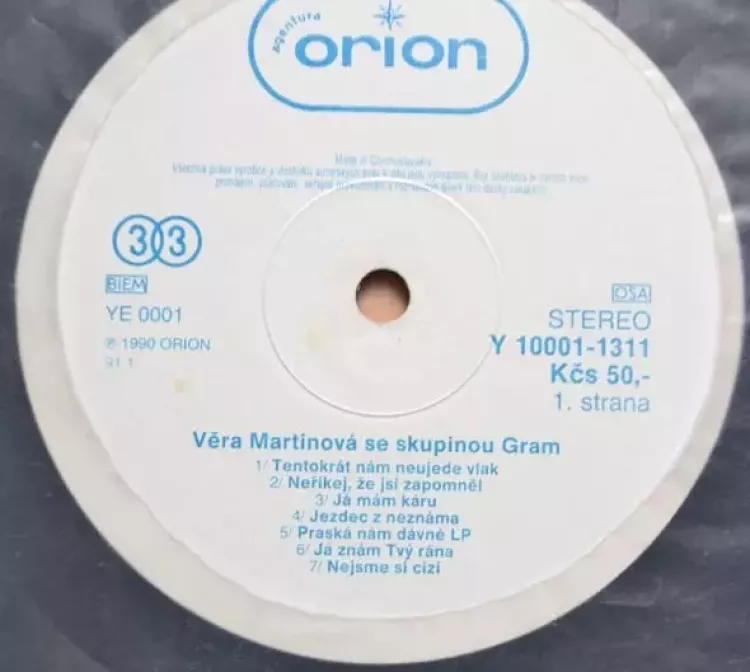 agentura
orion
Made in Czechoslovakia
33
BIEM
YE 0001
℗ 1990 ORION
91 1
OSA
STEREO
Y 10001-1311
Kčs 50,-
1. strana
Věra Martinová se skupinou Gram
1/ Tentokrát nám neujede vlak
2/ Neříkej, že jsi zapomněl
3/ Já mám káru
4/ Jezdec z neznáma
5/ Praská nám dávné LP
6/ Já znám Tvý rána
7/ Nejsme si cizí